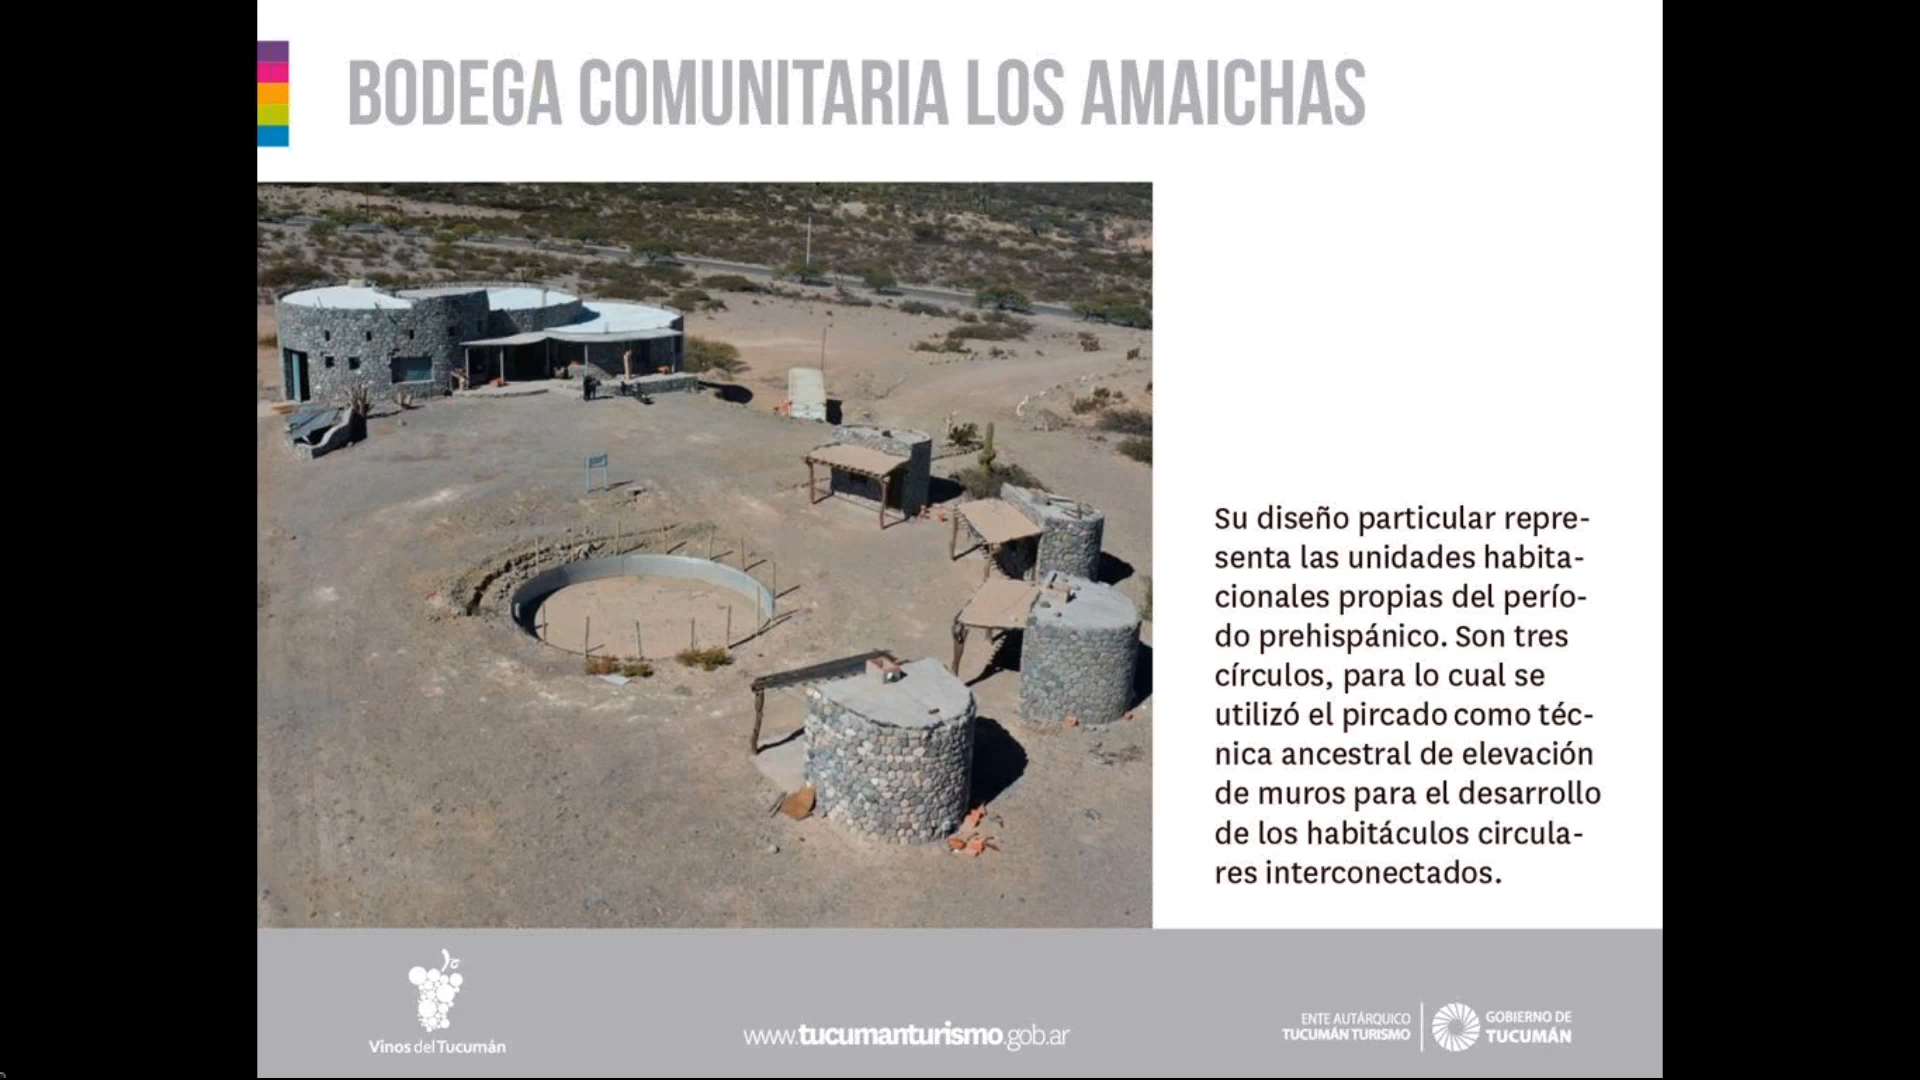 BODEGA COMUNITARIA LOS AMAICHAS
Su diseño particular repre-
senta las unidades habita-
cionales propias del perío-
do prehispánico. Son tres
círculos, para lo cual se
utilizó el pircado como téc-
nica ancestral de elevación
de muros para el desarrollo
de los habitáculos circula-
res interconectados.
Vinos del Tucumán
www.tucumanturismo.gob.ar
ENTE AUTÁRQUICO
TUCUMÁN TURISMO
GOBIERNO DE
TUCUMÁN